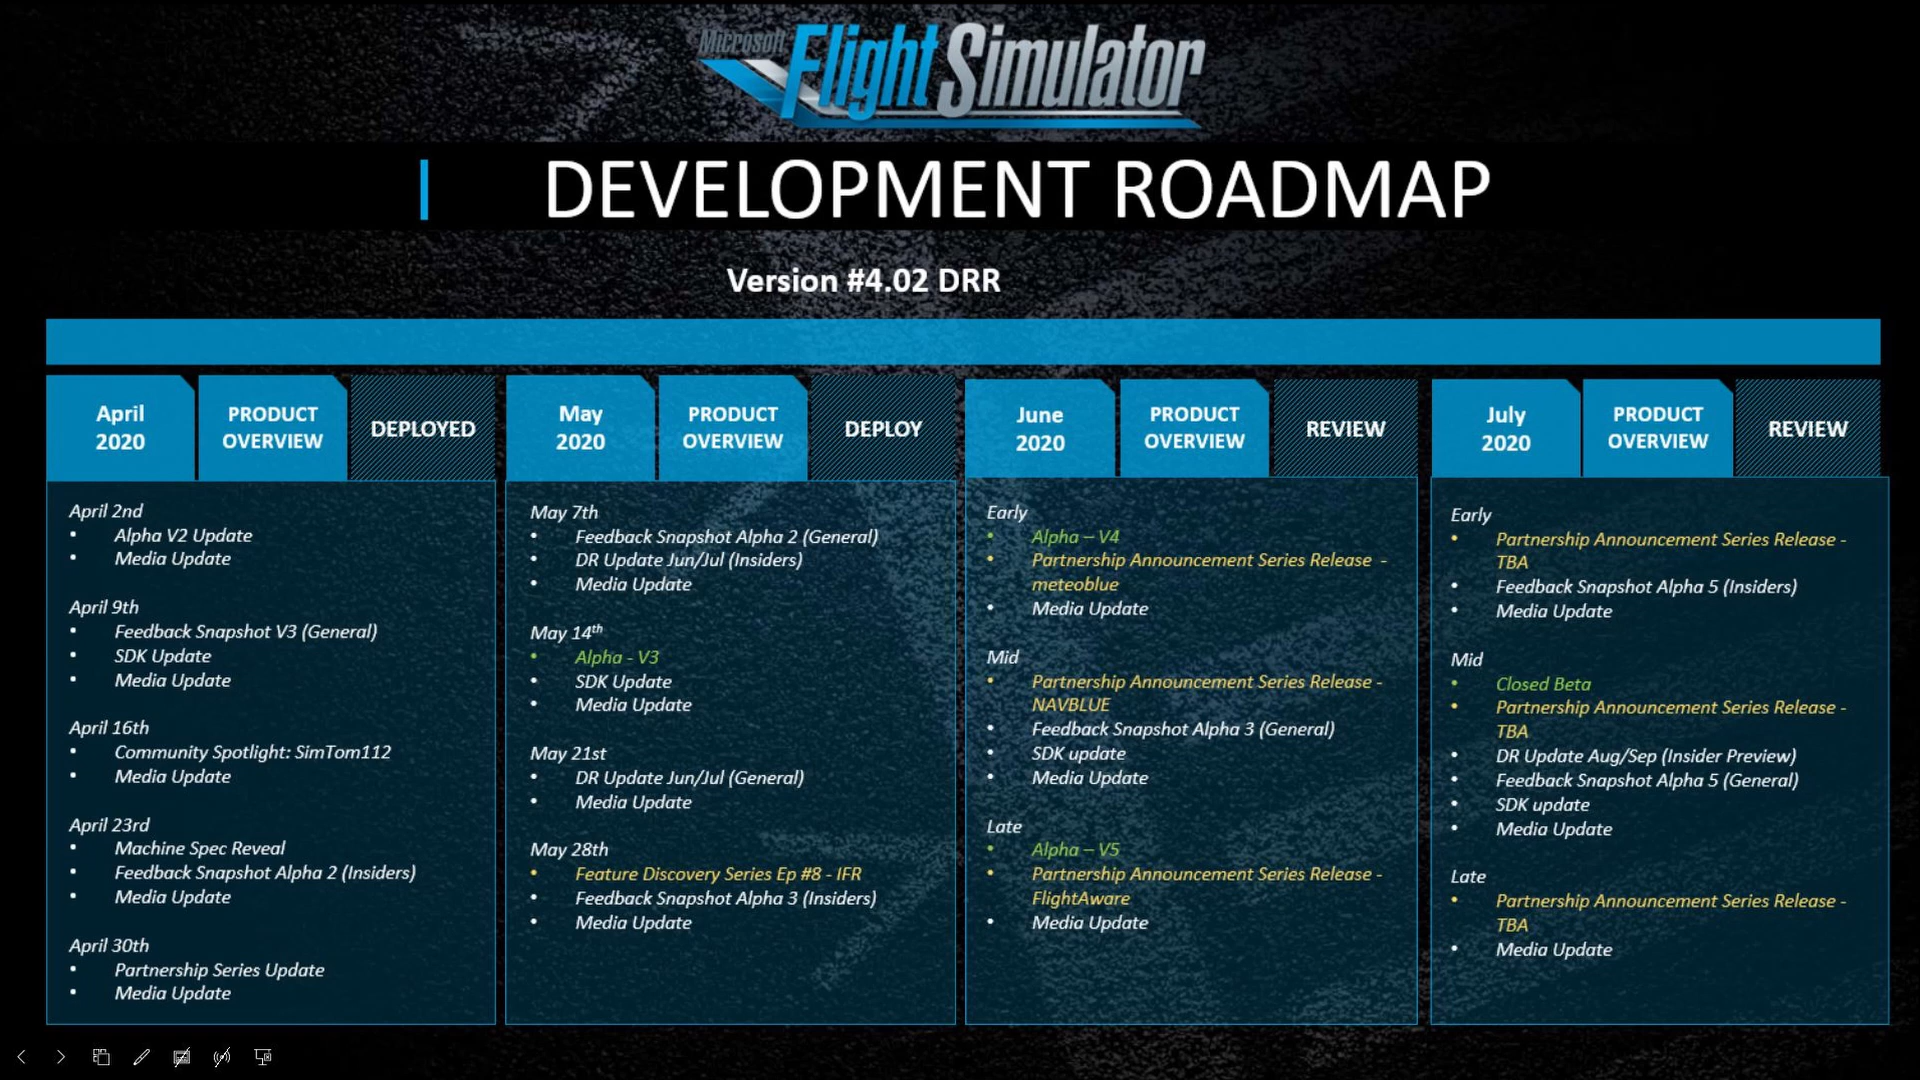 Microsoft Flight Simulator
DEVELOPMENT ROADMAP
Version #4.02 DRR
April
2020
PRODUCT
OVERVIEW
DEPLOYED
April 2nd
• Alpha V2 Update
• Media Update
April 9th
• Feedback Snapshot V3 (General)
• SDK Update
• Media Update
April 16th
• Community Spotlight: SimTom112
• Media Update
April 23rd
• Machine Spec Reveal
• Feedback Snapshot Alpha 2 (Insiders)
• Media Update
April 30th
• Partnership Series Update
• Media Update
May
2020
PRODUCT
OVERVIEW
DEPLOY
May 7th
• Feedback Snapshot Alpha 2 (General)
• DR Update Jun/Jul (Insiders)
• Media Update
May 14th
• Alpha - V3
• SDK Update
• Media Update
May 21st
• DR Update Jun/Jul (General)
• Media Update
May 28th
• Feature Discovery Series Ep #8 - IFR
• Feedback Snapshot Alpha 3 (Insiders)
• Media Update
June
2020
PRODUCT
OVERVIEW
REVIEW
Early
• Alpha – V4
• Partnership Announcement Series Release -
meteoblue
• Media Update
Mid
• Partnership Announcement Series Release -
NAVBLUE
• Feedback Snapshot Alpha 3 (General)
• SDK update
• Media Update
Late
• Alpha – V5
• Partnership Announcement Series Release -
FlightAware
• Media Update
July
2020
PRODUCT
OVERVIEW
REVIEW
Early
• Partnership Announcement Series Release -
TBA
• Feedback Snapshot Alpha 5 (Insiders)
• Media Update
Mid
• Closed Beta
• Partnership Announcement Series Release -
TBA
• DR Update Aug/Sep (Insider Preview)
• Feedback Snapshot Alpha 5 (General)
• SDK update
• Media Update
Late
• Partnership Announcement Series Release -
TBA
• Media Update